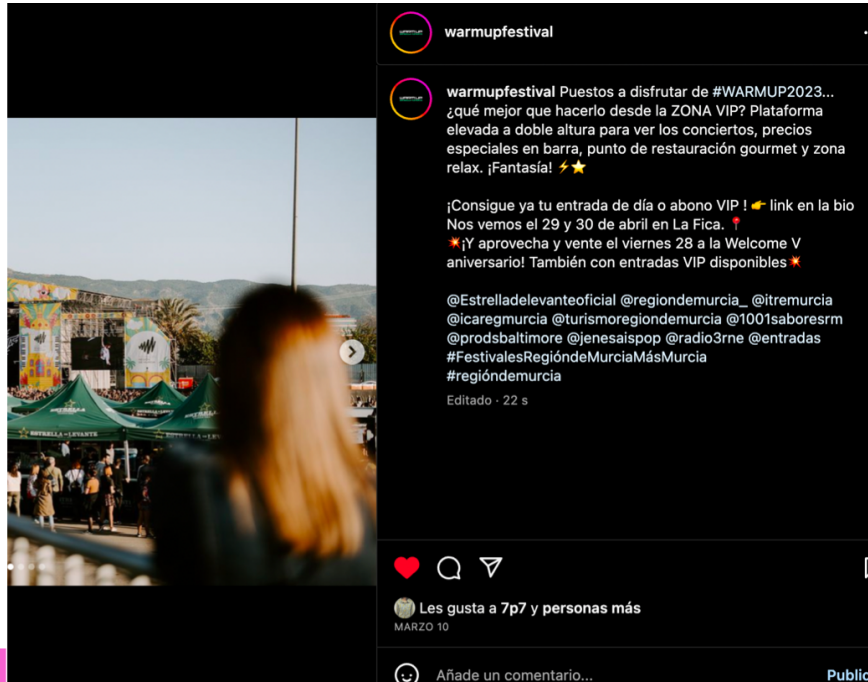 warmupfestival
warmupfestival Puestos a disfrutar de #WARMUP2023...
¿qué mejor que hacerlo desde la ZONA VIP? Plataforma
elevada a doble altura para ver los conciertos, precios
especiales en barra, punto de restauración gourmet y zona
relax. ¡Fantasía! ⚡⭐
¡Consigue ya tu entrada de día o abono VIP ! 👉 link en la bio
Nos vemos el 29 y 30 de abril en La Fica. 📍
💥¡Y aprovecha y vente el viernes 28 a la Welcome V
aniversario! También con entradas VIP disponibles💥
@Estrelladelevanteoficial @regiondemurcia_ @itremurcia
@icaregmurcia @turismoregiondemurcia @1001saboresrm
@prodsbaltimore @jenesaispop @radio3rne @entradas
#FestivalesRegióndeMurciaMásMurcia
#regióndemurcia
Editado · 22 s
ESTRELLA DE LEVANTE
Les gusta a 7p7 y personas más
MARZO 10
Añade un comentario...
Public